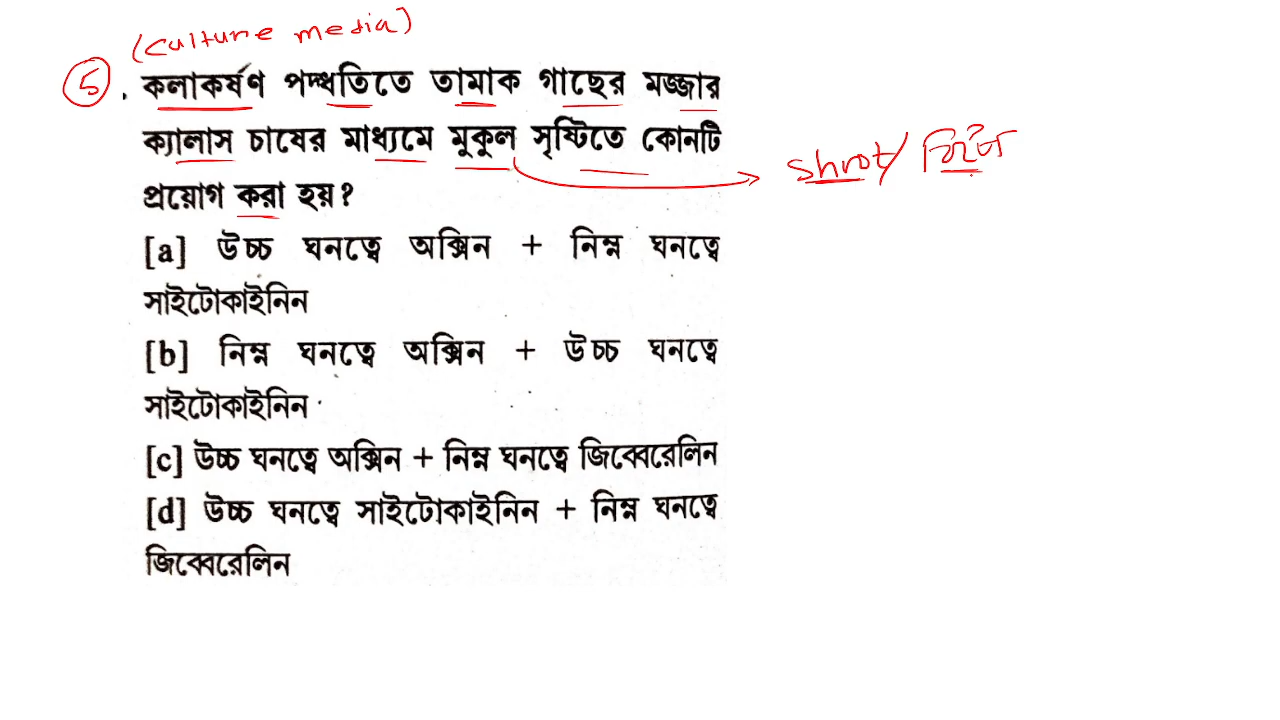 (culture media)
5. কলাকর্ষণ পদ্ধতিতে তামাক গাছের মজ্জার
ক্যালাস চাষের মাধ্যমে মুকুল সৃষ্টিতে কোনটি
shoot/বিটপ
প্রয়োগ করা হয়?
[a] উচ্চ ঘনত্বে অক্সিন + নিম্ন ঘনত্বে
সাইটোকাইনিন
[b] নিম্ন ঘনত্বে অক্সিন + উচ্চ ঘনত্বে
সাইটোকাইনিন
[c] উচ্চ ঘনত্বে অক্সিন + নিম্ন ঘনত্বে জিব্বেরেলিন
[d] উচ্চ ঘনত্বে সাইটোকাইনিন + নিম্ন ঘনত্বে
জিব্বেরেলিন